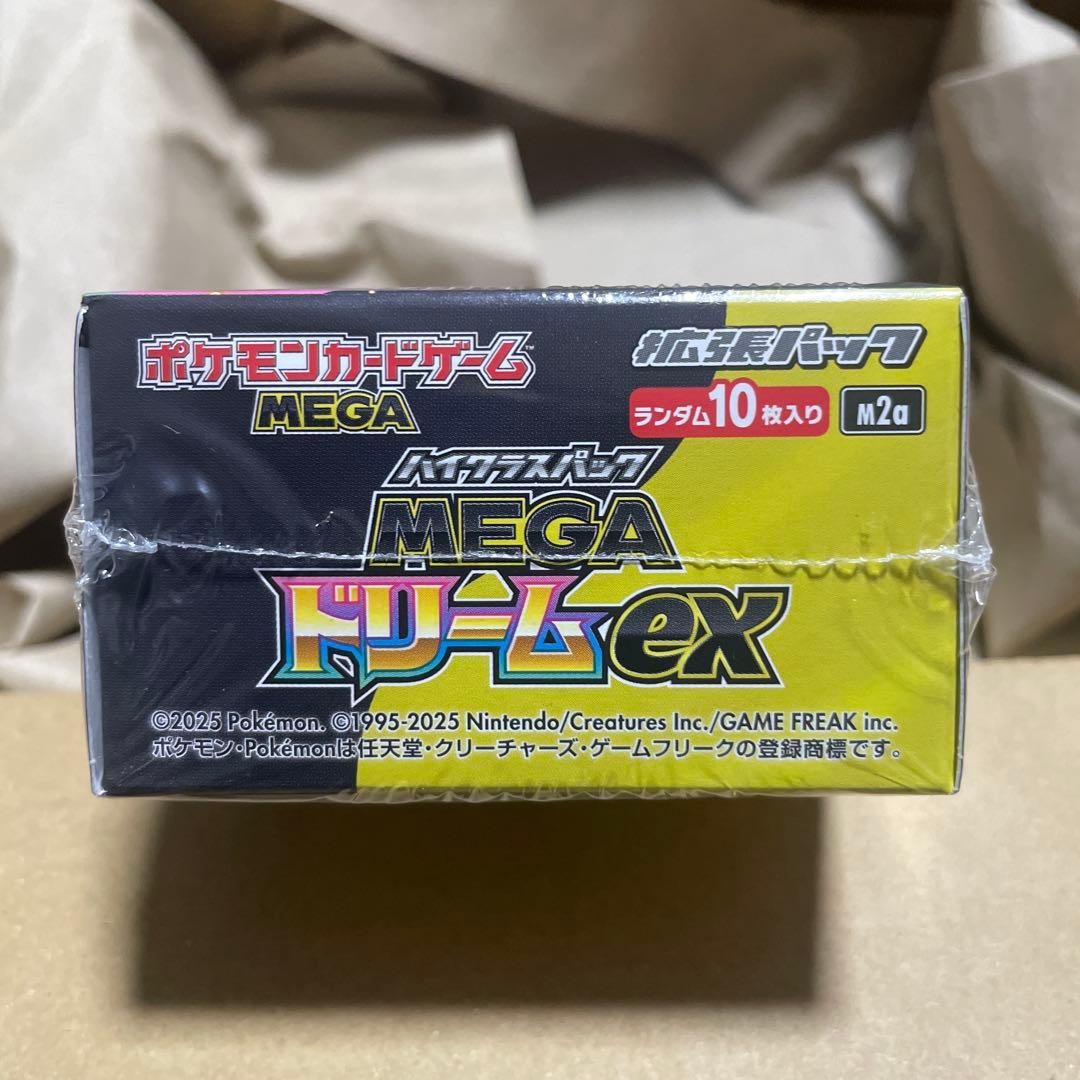 ポケモンカードゲーム™
MEGA
拡張パック
ランダム10枚入り
M2a
ハイクラスパック
MEGA
ドリームex
©2025 Pokémon. ©1995-2025 Nintendo/Creatures Inc./GAME FREAK inc.
ポケモン・Pokémonは任天堂・クリーチャーズ・ゲームフリークの登録商標です。